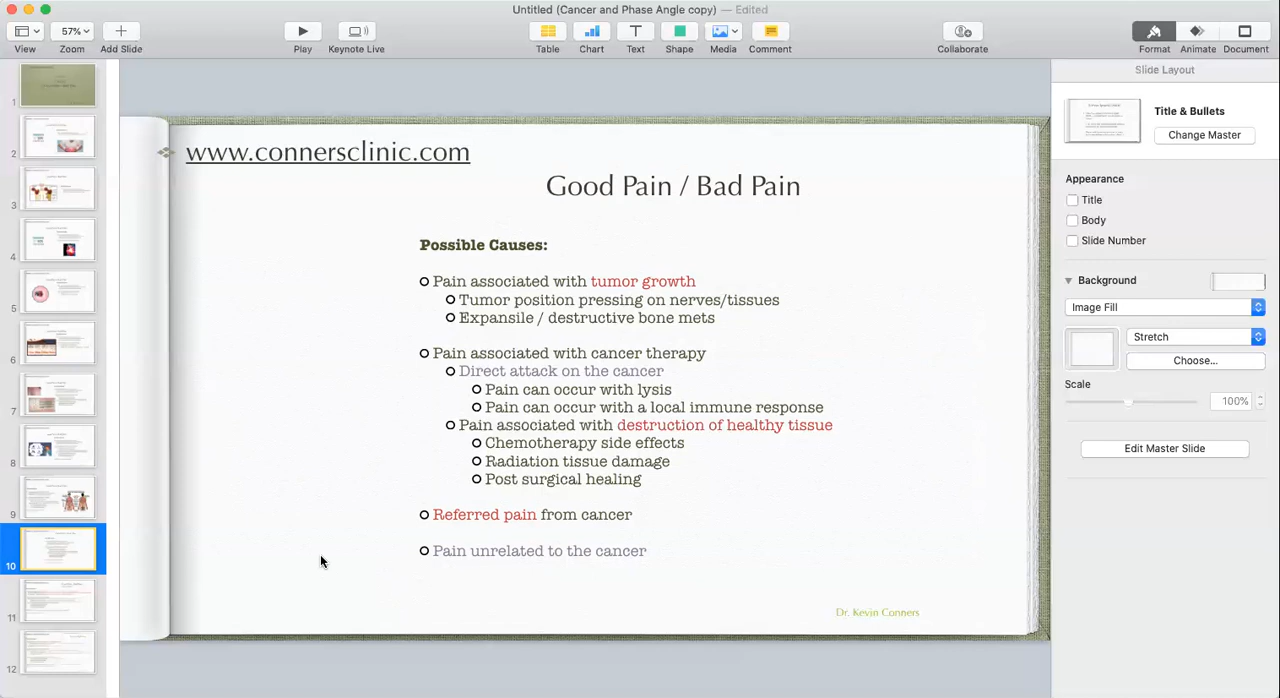 Untitled (Cancer and Phase Angle copy) — Edited
57%
View
Zoom
Add Slide
Play
Keynote Live
Table
Chart
Text
Shape
Media
Comment
Collaborate
Format
Animate
Document
Slide Layout
1
2
3
4
5
6
7
8
9
10
11
12
www.connersclinic.com
Good Pain / Bad Pain
Possible Causes:
Pain associated with tumor growth
Tumor position pressing on nerves/tissues
Expansile / destructive bone mets
Pain associated with cancer therapy
Direct attack on the cancer
Pain can occur with lysis
Pain can occur with a local immune response
Pain associated with destruction of healthy tissue
Chemotherapy side effects
Radiation tissue damage
Post surgical healing
Referred pain from cancer
Pain unrelated to the cancer
Dr. Kevin Conners
Title & Bullets
Change Master
Appearance
Title
Body
Slide Number
Background
Image Fill
Stretch
Choose...
Scale
100%
Edit Master Slide